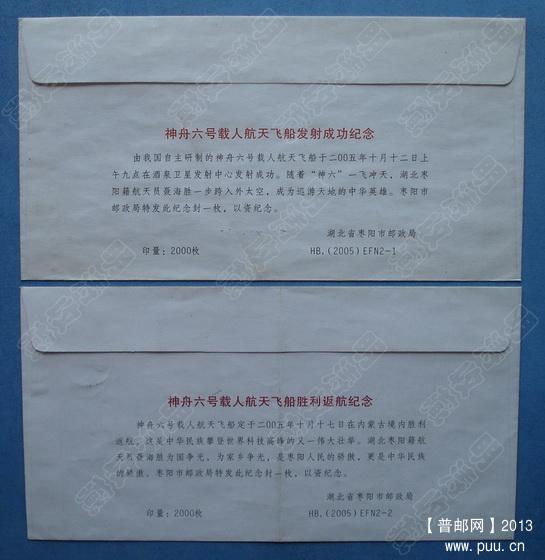 神舟六号载人航天飞船发射成功纪念
由我国自主研制的神舟六号载人航天飞船于二00五年十月十二日上
午九点在酒泉卫星发射中心发射成功。随着“神六”一飞冲天，湖北枣
阳籍航天员聂海胜一步跨入外太空，成为巡游天地的中华英雄。枣阳市
邮政局特发此纪念封一枚，以资纪念。
湖北省枣阳市邮政局
印量：2000枚 HB.(2005)EFN2-1
神舟六号载人航天飞船胜利返航纪念
神舟六号载人航天飞船定于二00五年十月十七日在内蒙古境内胜利
返航，这是中华民族攀登世界科技高峰的又一伟大壮举。湖北枣阳籍航
天员聂海胜为国争光，为家乡争光，是枣阳人民的骄傲，更是中华民族
的骄傲。枣阳市邮政局特发此纪念封一枚，以资纪念。
湖北省枣阳市邮政局
印量：2000枚 HB.(2005)EFN2-2
【普邮网】2013
www.puu.cn